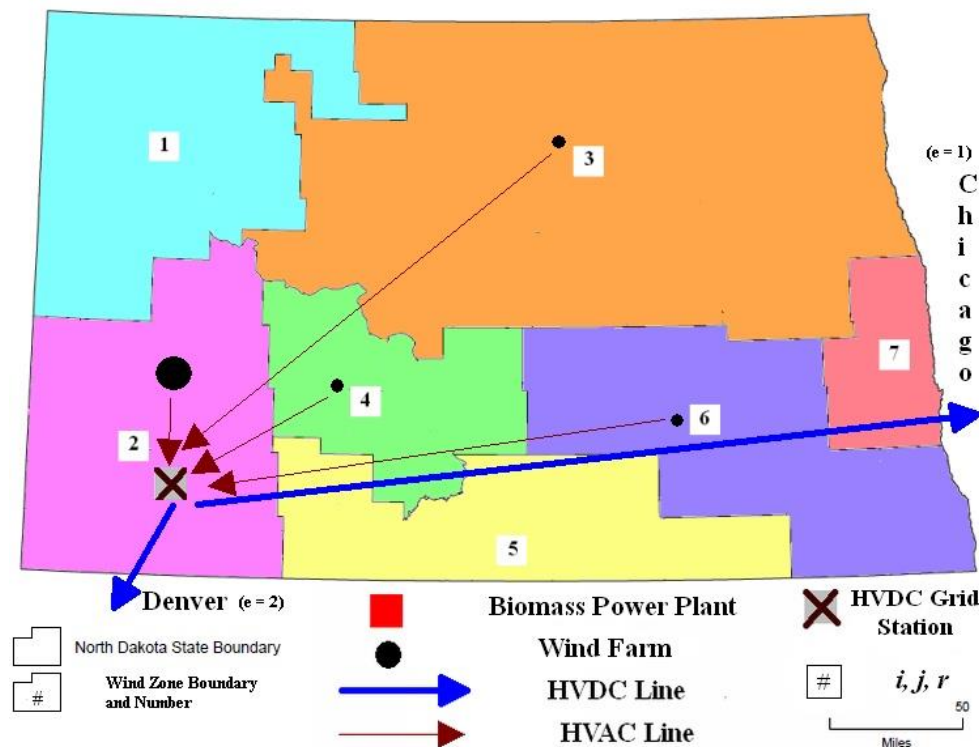 1
3
(e = 1)
Chicago
7
4
6
2
5
Denver (e = 2)
Biomass Power Plant
HVDC Grid
Station
North Dakota State Boundary
Wind Farm
#
Wind Zone Boundary
and Number
HVDC Line
# i, j, r
50
HVAC Line
Miles